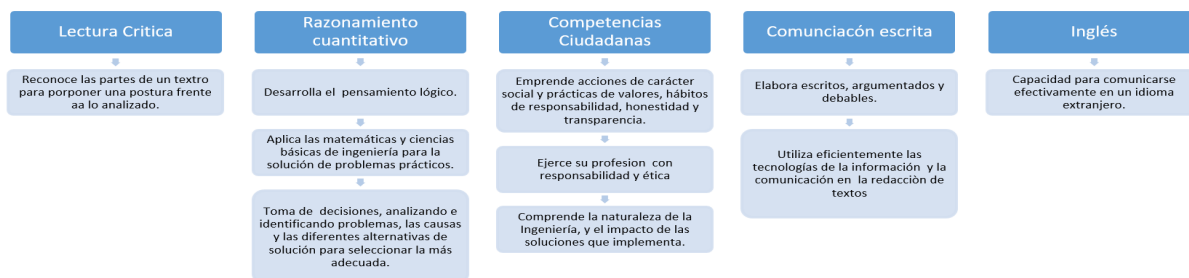 Lectura Critica
Reconoce las partes de un textro
para porponer una postura frente
aa lo analizado.
Razonamiento
cuantitativo
Desarrolla el pensamiento lógico.
Aplica las matemáticas y ciencias
básicas de ingeniería para la
solución de problemas prácticos.
Toma de decisiones, analizando e
identificando problemas, las causas
y las diferentes alternativas de
solución para seleccionar la más
adecuada.
Competencias
Ciudadanas
Emprende acciones de carácter
social y prácticas de valores, hábitos
de responsabilidad, honestidad y
transparencia.
Ejerce su profesion con
responsabilidad y ética
Comprende la naturaleza de la
Ingeniería, y el impacto de las
soluciones que implementa.
Comunciacón escrita
Elabora escritos, argumentados y
debables.
Utiliza eficientemente las
tecnologías de la información y la
comunicación en la redacciòn de
textos
Inglés
Capacidad para comunicarse
efectivamente en un idioma
extranjero.